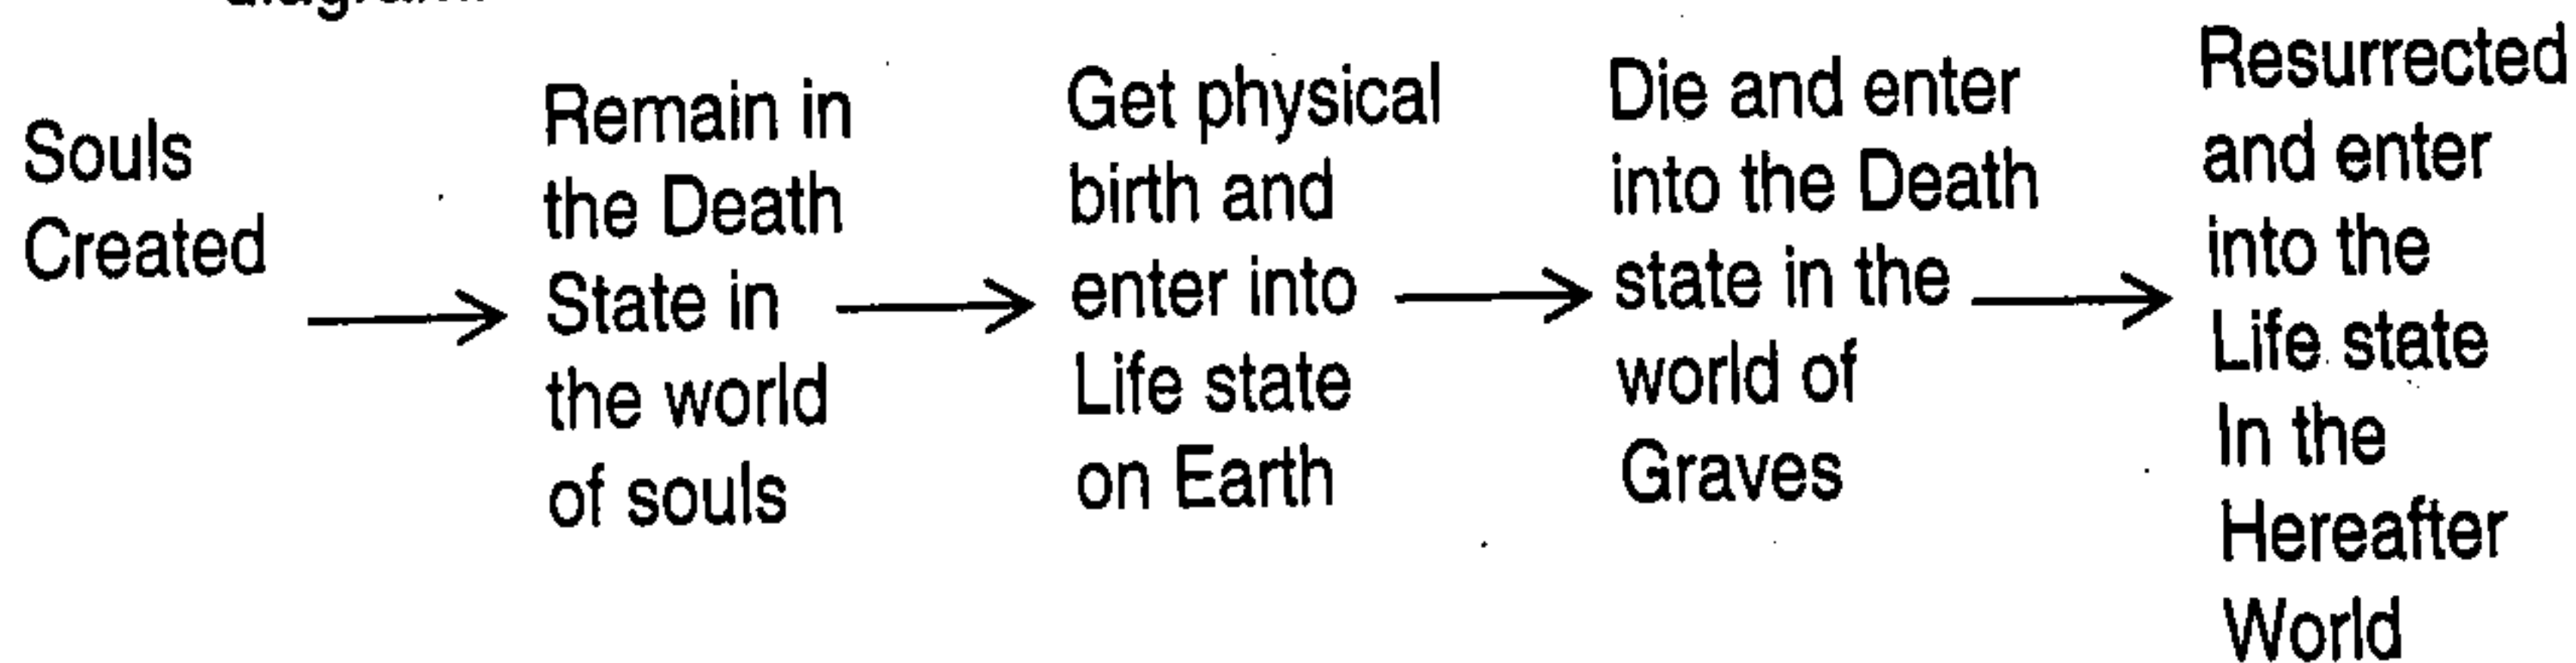 Souls
Created
Remain in
the Death
State in
the world
of souls
Get physical
birth and
enter into
Life state
on Earth
Die and enter
into the Death
state in the
world of
Graves
Resurrected
and enter
into the
Life state
In the
Hereafter
World